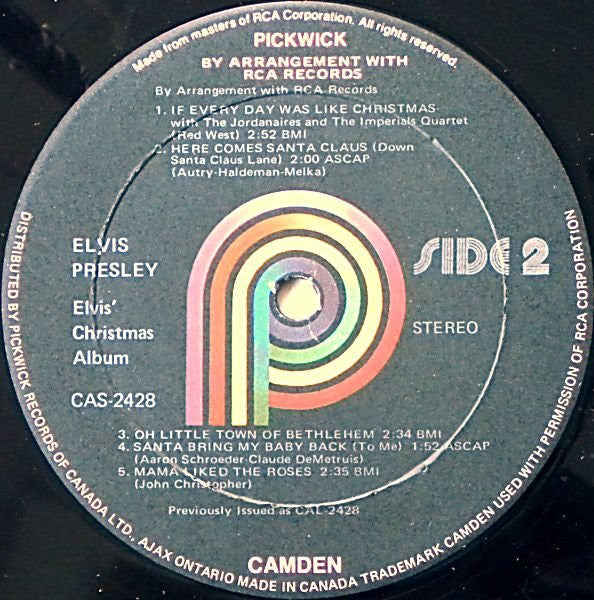 Made from masters of RCA Corporation. All rights reserved.
PICKWICK
BY ARRANGEMENT WITH
RCA RECORDS
By Arrangement with RCA Records
1. IF EVERY DAY WAS LIKE CHRISTMAS-
with The Jordanaires and The Imperials Quartet
(Red West) 2:52 BMI
2. HERE COMES SANTA CLAUS (Down
Santa Claus Lane) 2:00 ASCAP
(Autry-Haldeman-Melka)
ELVIS
PRESLEY
Elvis'
Christmas
Album
CAS-2428
SIDE 2
STEREO
3. OH LITTLE TOWN OF BETHLEHEM 2:34 BMI
4. SANTA BRING MY BABY BACK (To Me) 1:52 ASCAP
(Aaron Schroeder-Claude DeMetruis)
5. MAMA LIKED THE ROSES 2:35 BMI
(John Christopher)
Previously Issued as CAL-2428
CAMDEN
DISTRIBUTED BY PICKWICK RECORDS OF CANADA LTD., AJAX ONTARIO MADE IN CANADA TRADEMARK CAMDEN USED WITH PERMISSION OF RCA CORPORATION